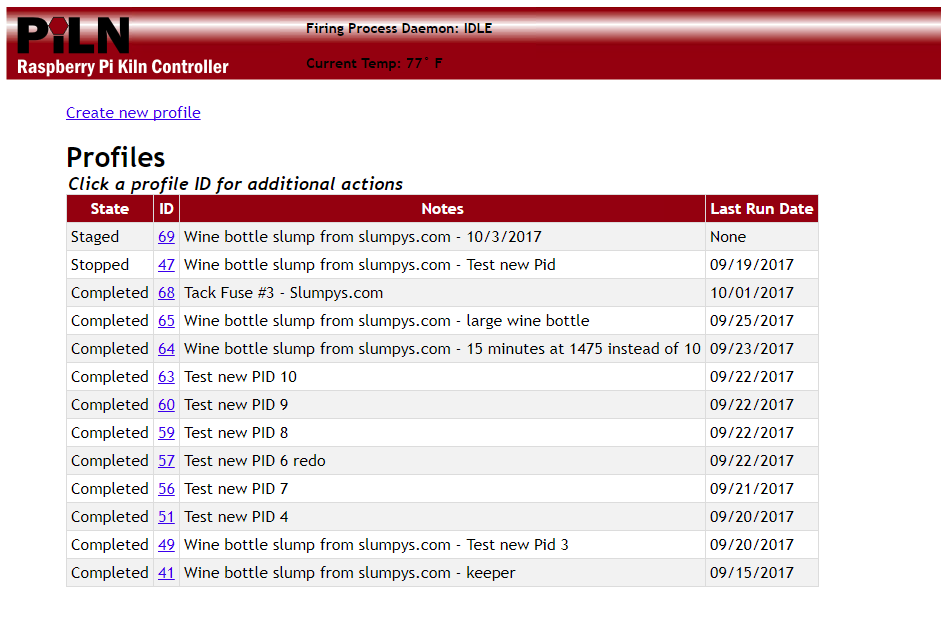 PiLN
Raspberry Pi Kiln Controller
Firing Process Daemon: IDLE
Current Temp: 77° F
Create new profile
Profiles
Click a profile ID for additional actions
State ID Notes Last Run Date
Staged 69 Wine bottle slump from slumpys.com - 10/3/2017 None
Stopped 47 Wine bottle slump from slumpys.com - Test new Pid 09/19/2017
Completed 68 Tack Fuse #3 - Slumpys.com 10/01/2017
Completed 65 Wine bottle slump from slumpys.com - large wine bottle 09/25/2017
Completed 64 Wine bottle slump from slumpys.com - 15 minutes at 1475 instead of 10 09/23/2017
Completed 63 Test new PID 10 09/22/2017
Completed 60 Test new PID 9 09/22/2017
Completed 59 Test new PID 8 09/22/2017
Completed 57 Test new PID 6 redo 09/22/2017
Completed 56 Test new PID 7 09/21/2017
Completed 51 Test new PID 4 09/20/2017
Completed 49 Wine bottle slump from slumpys.com - Test new Pid 3 09/20/2017
Completed 41 Wine bottle slump from slumpys.com - keeper 09/15/2017